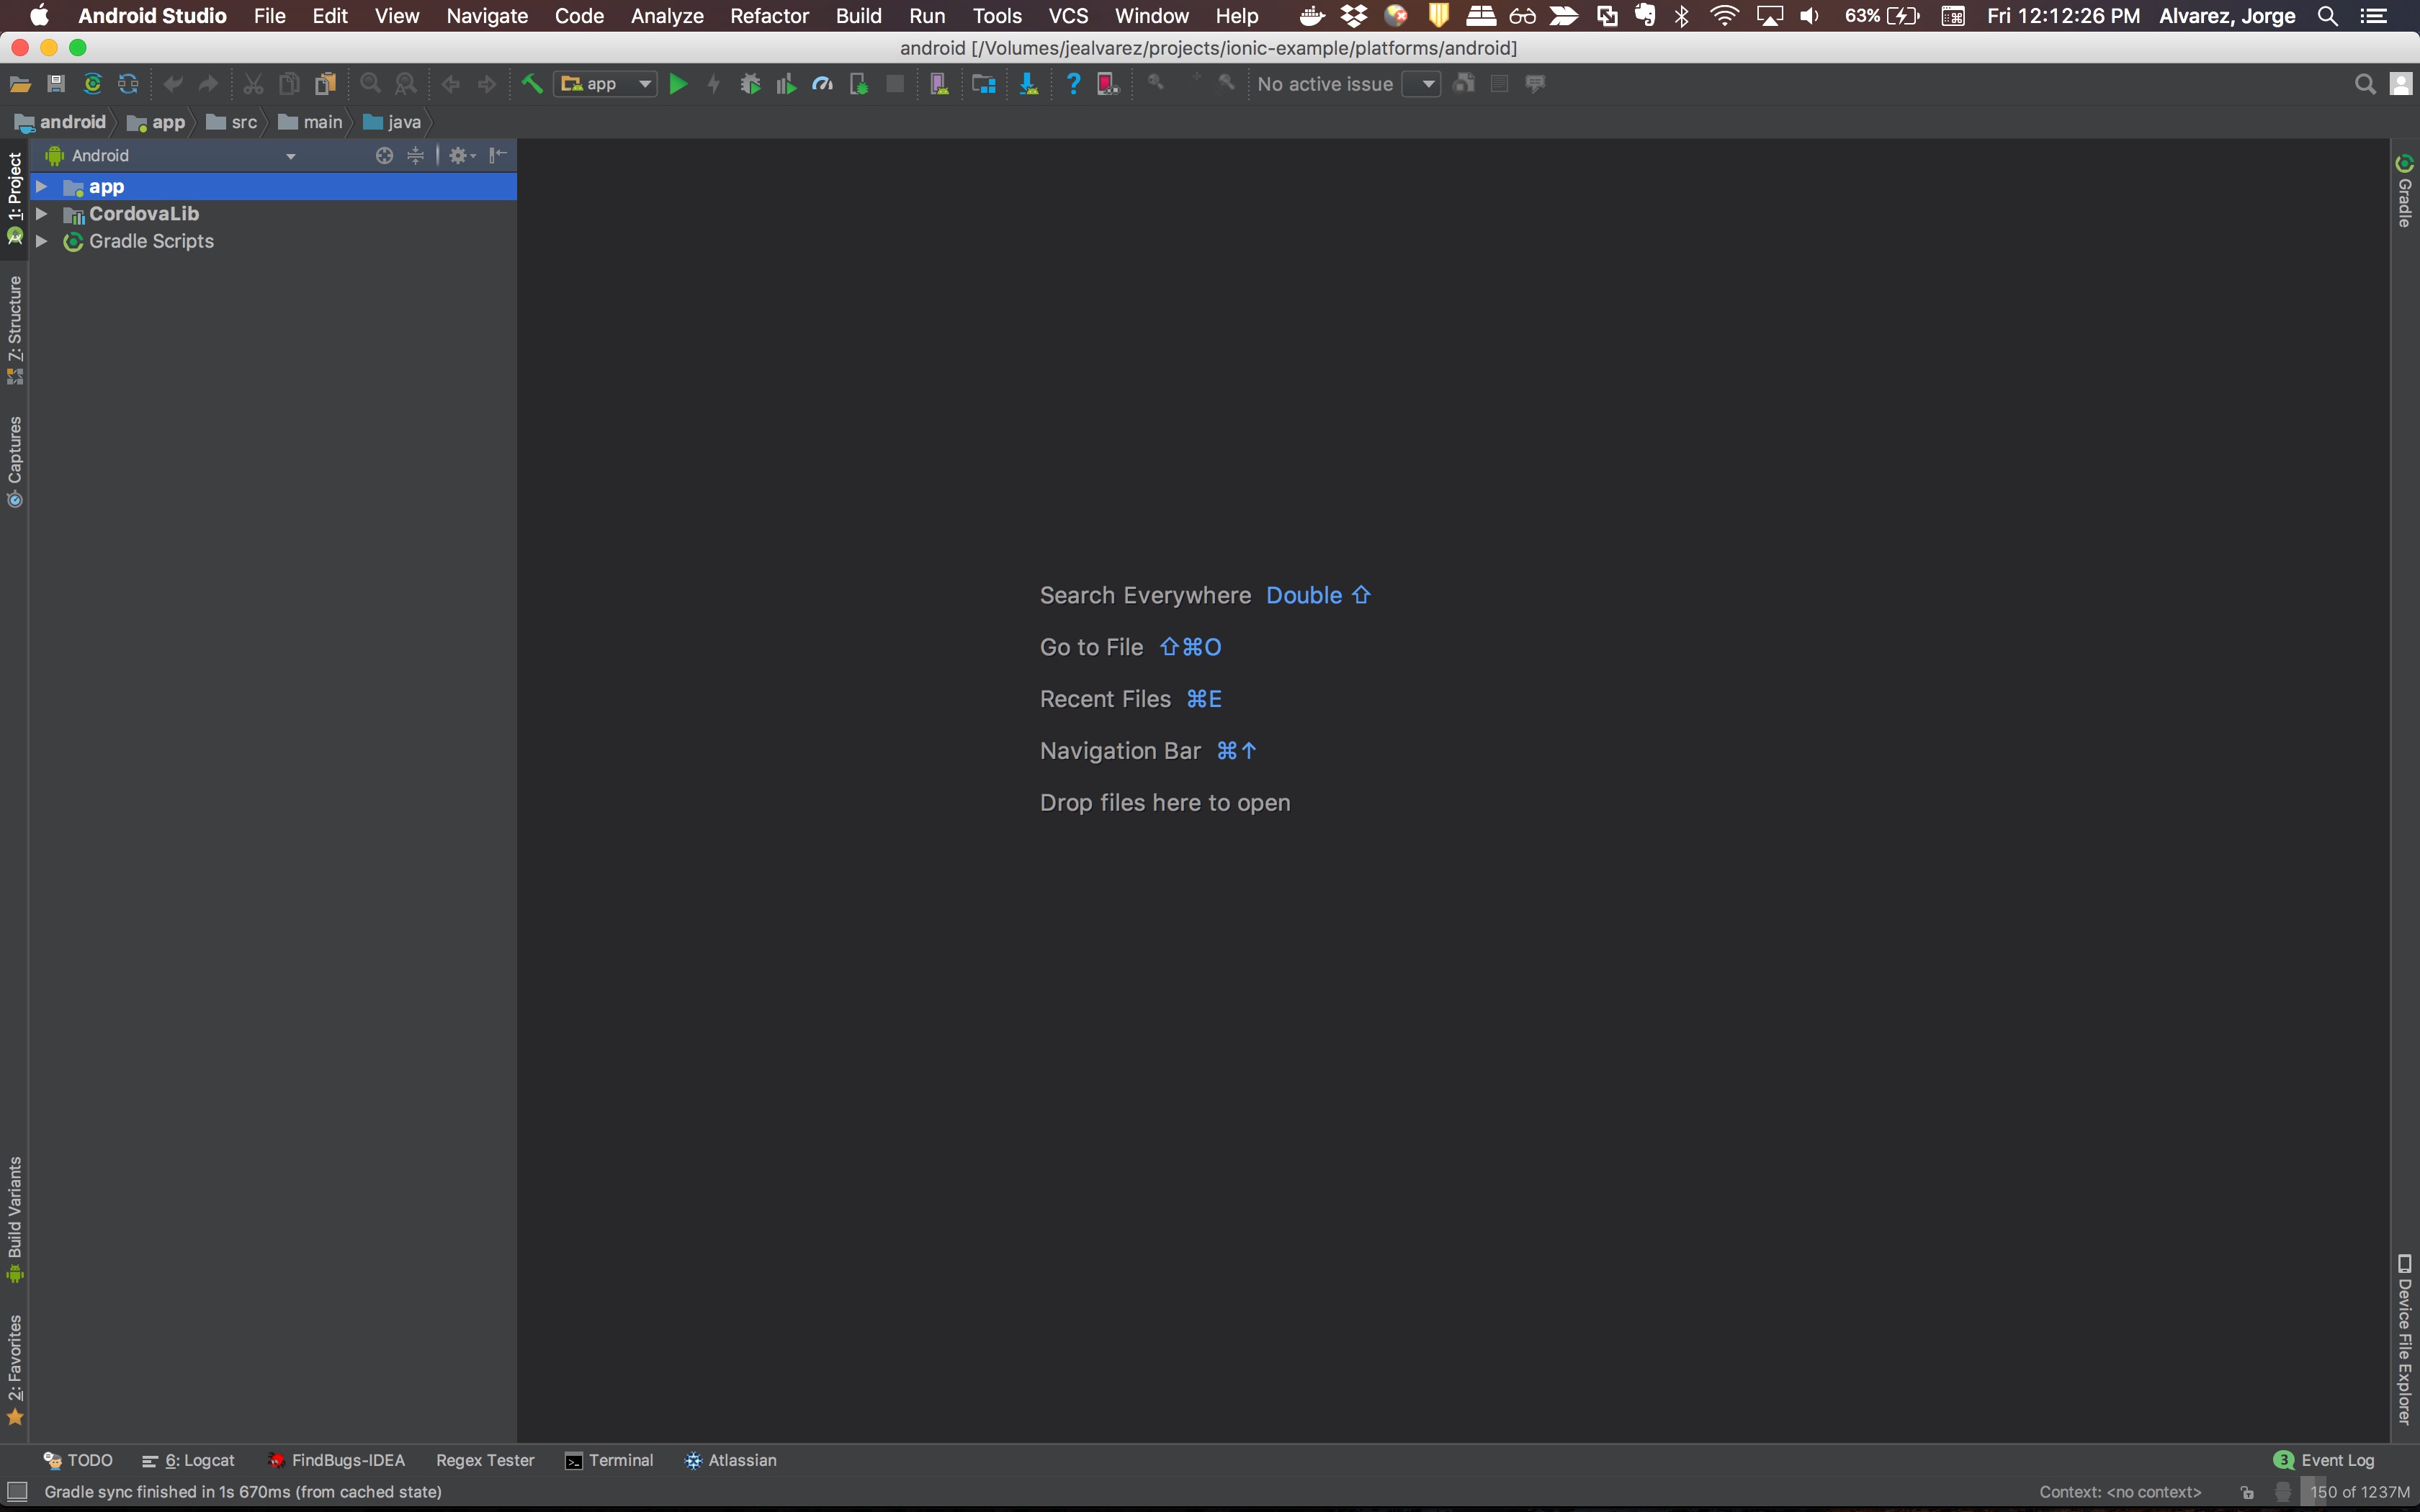 Android Studio File Edit View Navigate Code Analyze Refactor Build Run Tools VCS Window Help 63% Fri 12:12:26 PM Alvarez, Jorge
android [/Volumes/jealvarez/projects/ionic-example/platforms/android]
app No active issue
android app src main java
Android
app
CordovaLib
Gradle Scripts
1: Project
7: Structure
Captures
Build Variants
2: Favorites
Search Everywhere Double ⇧
Go to File ⇧⌘O
Recent Files ⌘E
Navigation Bar ⌘↑
Drop files here to open
Gradle
Device File Explorer
TODO 6: Logcat FindBugs-IDEA Regex Tester Terminal Atlassian 3 Event Log
Gradle sync finished in 1s 670ms (from cached state) Context: <no context> 150 of 1237M